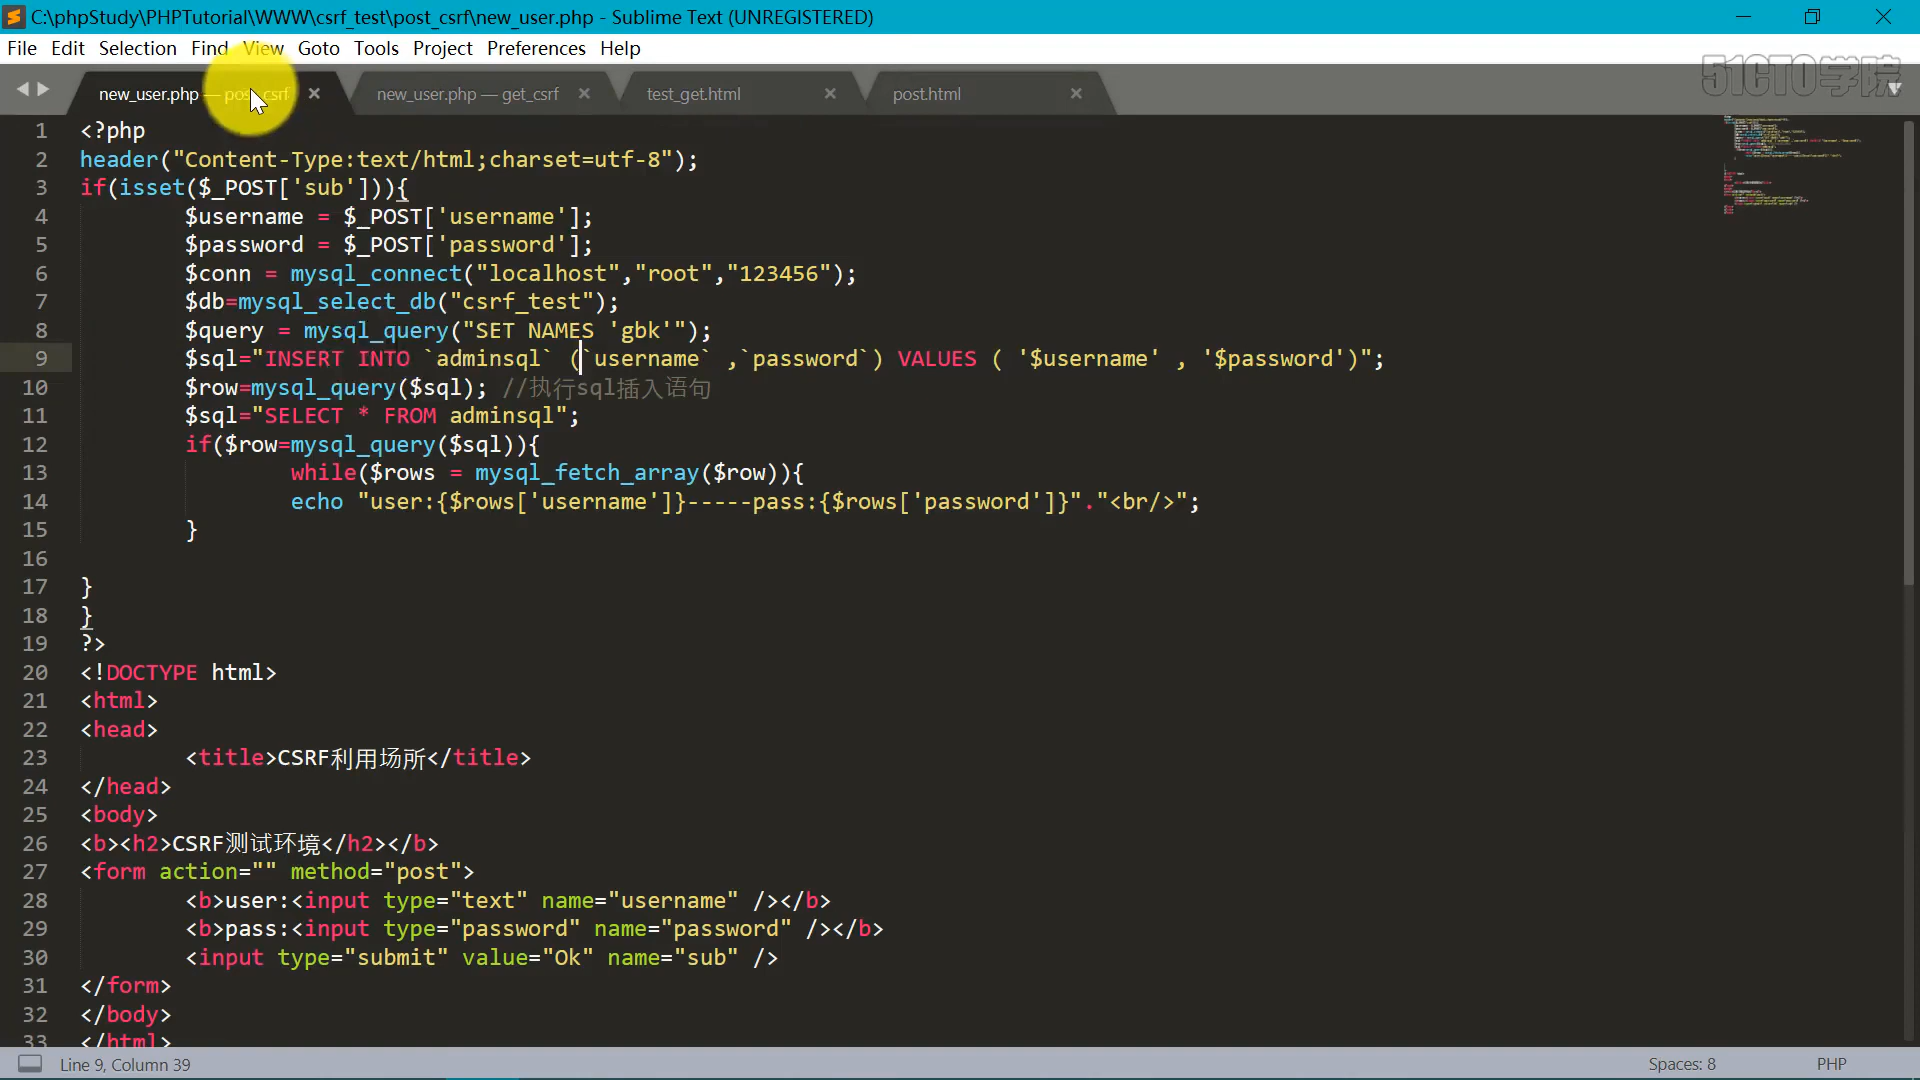 C:\phpStudy\PHPTutorial\WWW\csrf_test\post_csrf\new_user.php - Sublime Text (UNREGISTERED)
File Edit Selection Find View Goto Tools Project Preferences Help
new_user.php — post_csrf new_user.php — get_csrf test_get.html post.html
51CTO学院
1 <?php
2 header("Content-Type:text/html;charset=utf-8");
3 if(isset($_POST['sub'])){
4 $username = $_POST['username'];
5 $password = $_POST['password'];
6 $conn = mysql_connect("localhost","root","123456");
7 $db=mysql_select_db("csrf_test");
8 $query = mysql_query("SET NAMES 'gbk'");
9 $sql="INSERT INTO `adminsql` (`username` ,`password`) VALUES ( '$username' , '$password')";
10 $row=mysql_query($sql); //执行sql插入语句
11 $sql="SELECT * FROM adminsql";
12 if($row=mysql_query($sql)){
13 while($rows = mysql_fetch_array($row)){
14 echo "user:{$rows['username']}-----pass:{$rows['password']}"."<br/>";
15 }
16
17 }
18 }
19 ?>
20 <!DOCTYPE html>
21 <html>
22 <head>
23 <title>CSRF利用场所</title>
24 </head>
25 <body>
26 <b><h2>CSRF测试环境</h2></b>
27 <form action="" method="post">
28 <b>user:<input type="text" name="username" /></b>
29 <b>pass:<input type="password" name="password" /></b>
30 <input type="submit" value="Ok" name="sub" />
31 </form>
32 </body>
33 </html>
Line 9, Column 39 Spaces: 8 PHP